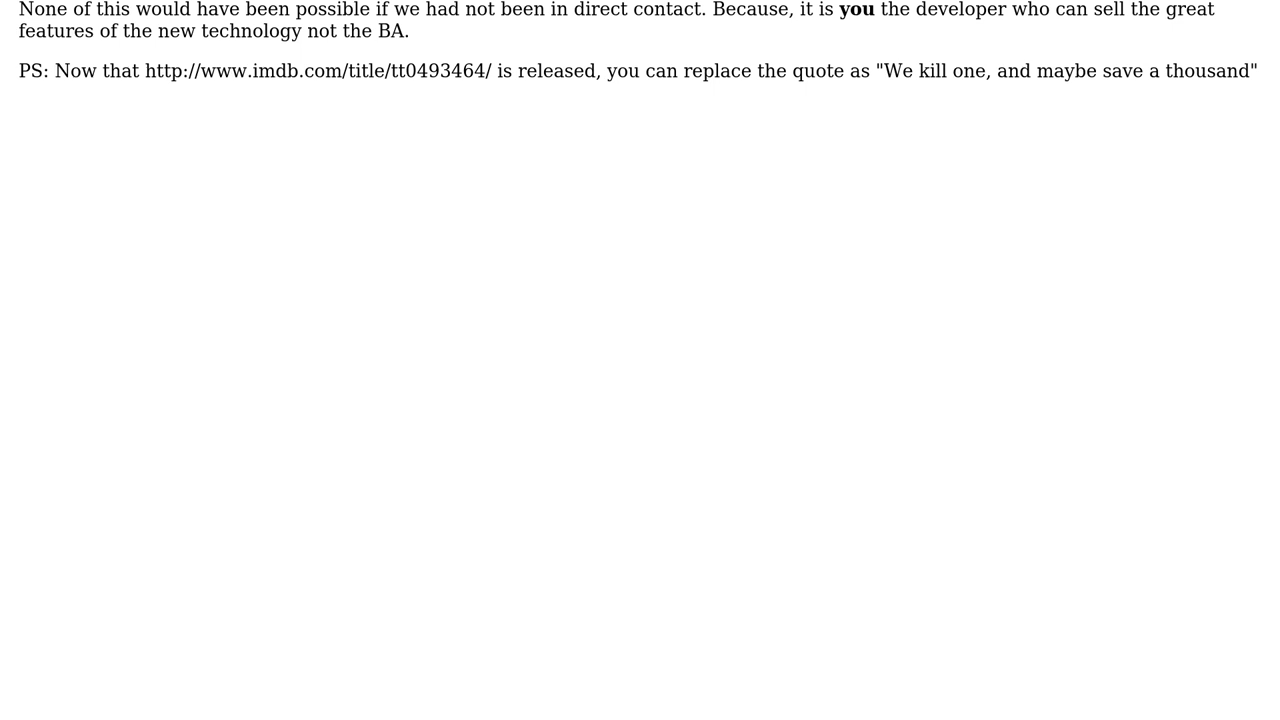 None of this would have been possible if we had not been in direct contact. Because, it is you the developer who can sell the great
features of the new technology not the BA.
PS: Now that http://www.imdb.com/title/tt0493464/ is released, you can replace the quote as "We kill one, and maybe save a thousand"